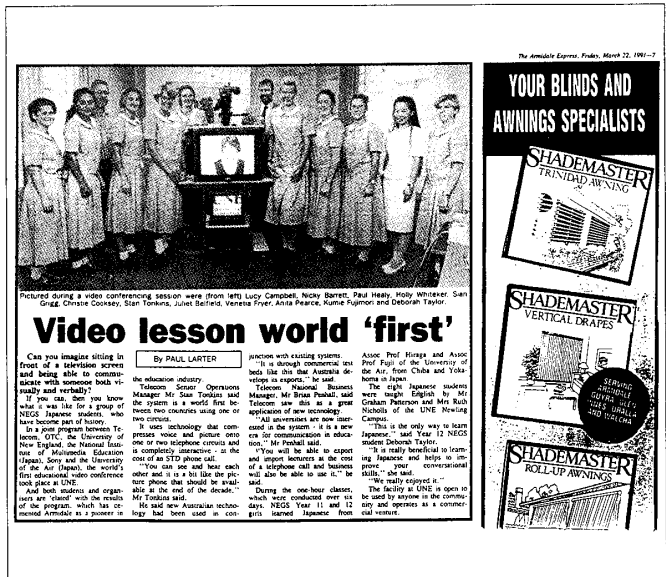 The Armidale Express, Friday, March 22, 1991—7
Pictured during a video conferencing session were (from left) Lucy Campbell, Nicky Barrett, Paul Healy, Holly Whiteker, Sian
Grigg, Christie Cooksey, Stan Tonkins, Juliet Belfield, Venetia Fryer, Anita Pearce, Kumie Fujimori and Deborah Taylor.
Video lesson world 'first'
Can you imagine sitting in
front of a television screen
and being able to commu-
nicate with someone both vi-
sually and verbally?
If you can, then you know
what it was like for a group of
NEGS Japanese students, who
have become part of history.
In a joint program between Te-
lecom, OTC, the University of
New England, the National Insti-
tute of Multimedia Education
(Japan), Sony and the University
of the Air (Japan), the world's
first educational video conference
took place at UNE.
And both students and organ-
isers are 'elated' with the results
of the program, which has ce-
mented Armidale as a pioneer in
By PAUL LARTER
the education industry.
Telecom Senior Operations
Manager Mr Stan Tonkins said
the system is a world first be-
tween two countries using one or
two circuits.
It uses technology that com-
presses voice and picture onto
one or two telephone circuits and
is completely interactive - at the
cost of an STD phone call.
"You can see and hear each
other and it is a bit like the pic-
ture phone that should be avail-
able at the end of the decade,"
Mr Tonkins said.
He said new Australian techno-
logy had been used in con-
junction with existing systems.
"It is through commercial test
beds like this that Australia de-
velops its exports," he said.
Telecom National Business
Manager, Mr Brian Penhall, said
Telecom saw this as a great
application of new technology.
"All universities are now inter-
ested in the system - it is a new
era for communication in educa-
tion," Mr Penhall said.
"You will be able to export
and import lecturers at the cost
of a telephone call and business
will also be able to use it," he
said.
During the one-hour classes,
which were conducted over six
days, NEGS Year 11 and 12
girls learned Japanese from
Assoc Prof Hiraga and Assoc
Prof Fujii of the University of
the Air, from Chiba and Yoka-
homa in Japan.
The eight Japanese students
were taught English by Mr
Graham Patterson and Mrs Ruth
Nicholls of the UNE Newling
Campus.
"This is the only way to learn
Japanese," said Year 12 NEGS
student Deborah Taylor.
"It is really beneficial to learn-
ing Japanese and helps to im-
prove your conversational
skills," she said.
"We really enjoyed it."
The facility at UNE is open to
be used by anyone in the commu-
nity and operates as a commer-
cial venture.
YOUR BLINDS AND
AWNINGS SPECIALISTS
SHADEMASTER
TRINIDAD AWNING
SHADEMASTER
VERTICAL DRAPES
SERVING
ARMIDALE
GUYRA
URALLA
AND WALCHA
SHADEMASTER
ROLL-UP AWNINGS